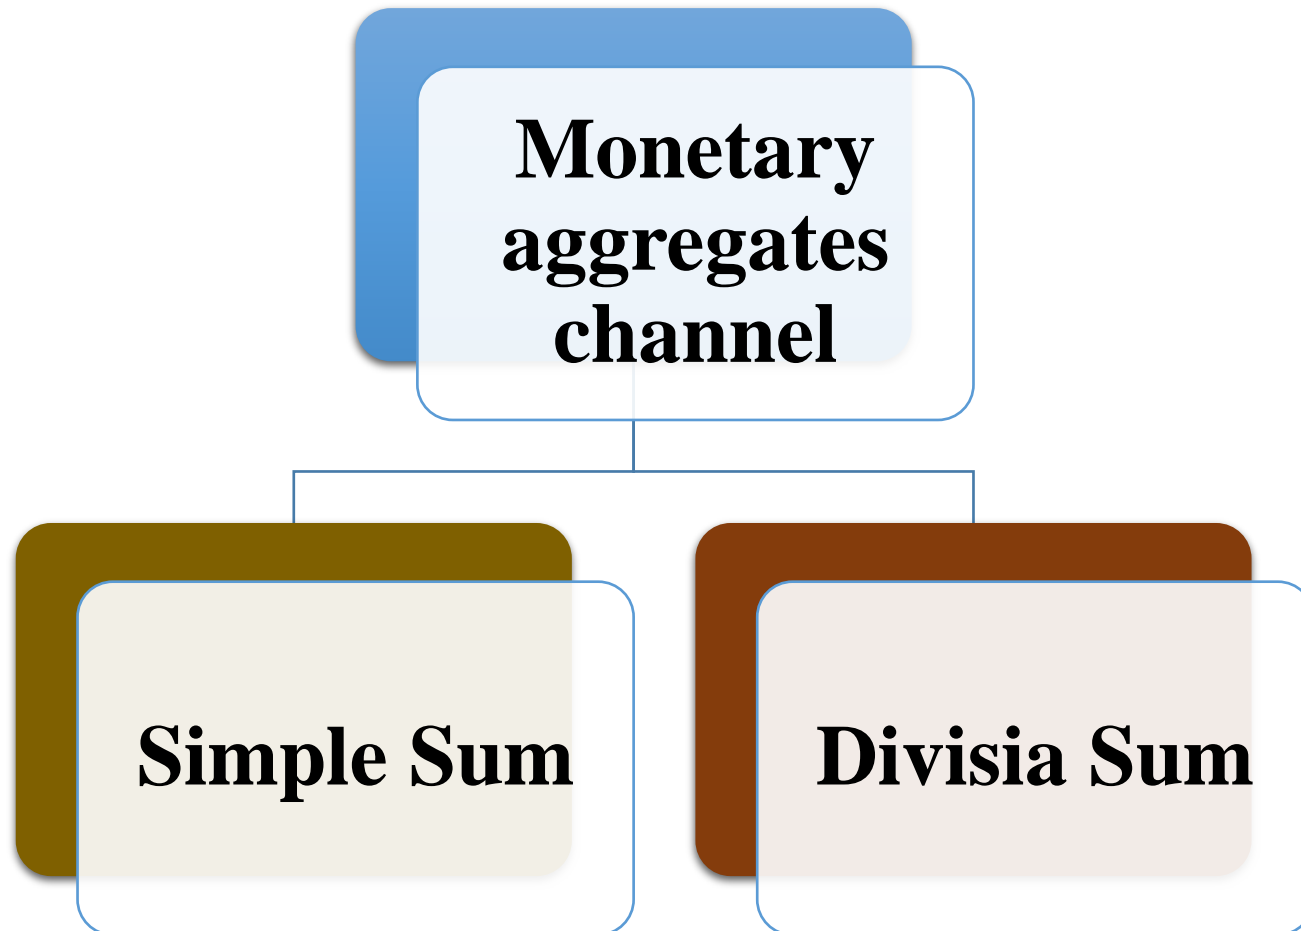 Monetary
aggregates
channel
Simple Sum
Divisia Sum